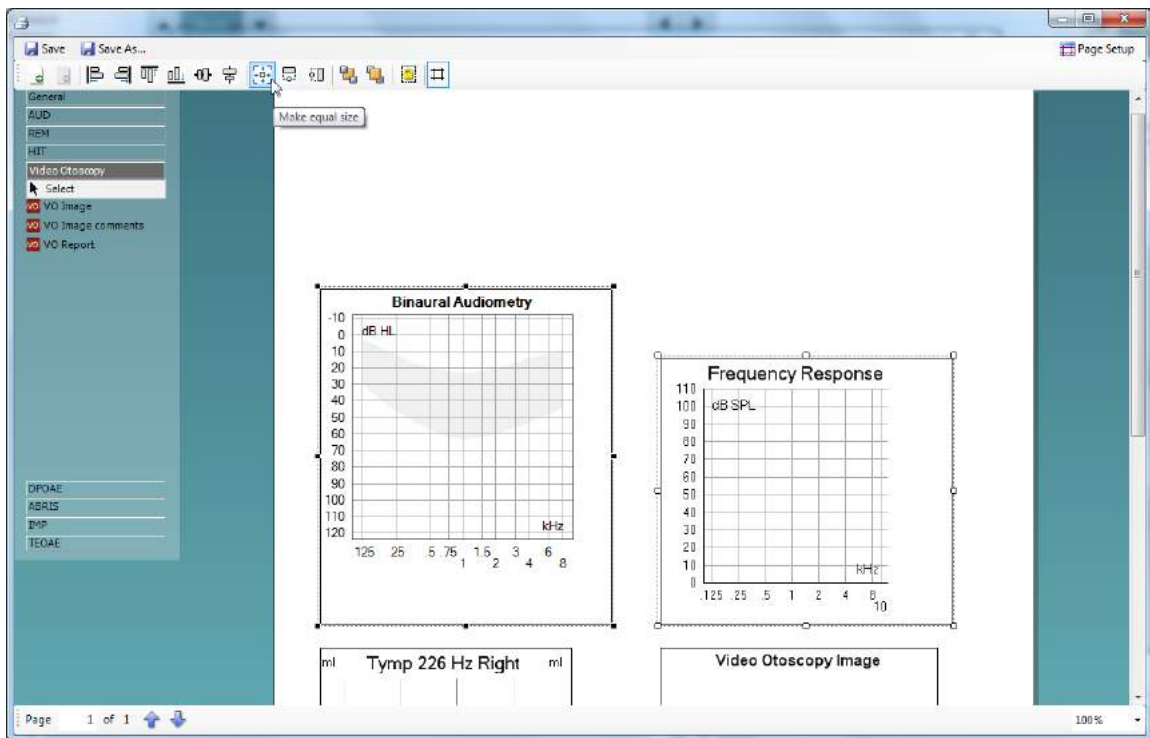 Save Save As... Page Setup
Make equal size
General
AUD
REM
HIT
Video Otoscopy
Select
VO VO Image
VO VO Image comments
VO VO Report
DPOAE
ABRIS
IMP
TEOAE
Binaural Audiometry
dB HL
-10
0
10
20
30
40
50
60
70
80
90
100
110
120
kHz
.125 .25 .5 .75 1 1.5 2 3 4 6 8
Frequency Response
dB SPL
110
100
90
80
70
60
50
40
30
20
10
0
kHz
.125 .25 .5 1 2 4 8 10
ml Tymp 226 Hz Right ml
Video Otoscopy Image
Page 1 of 1 100%